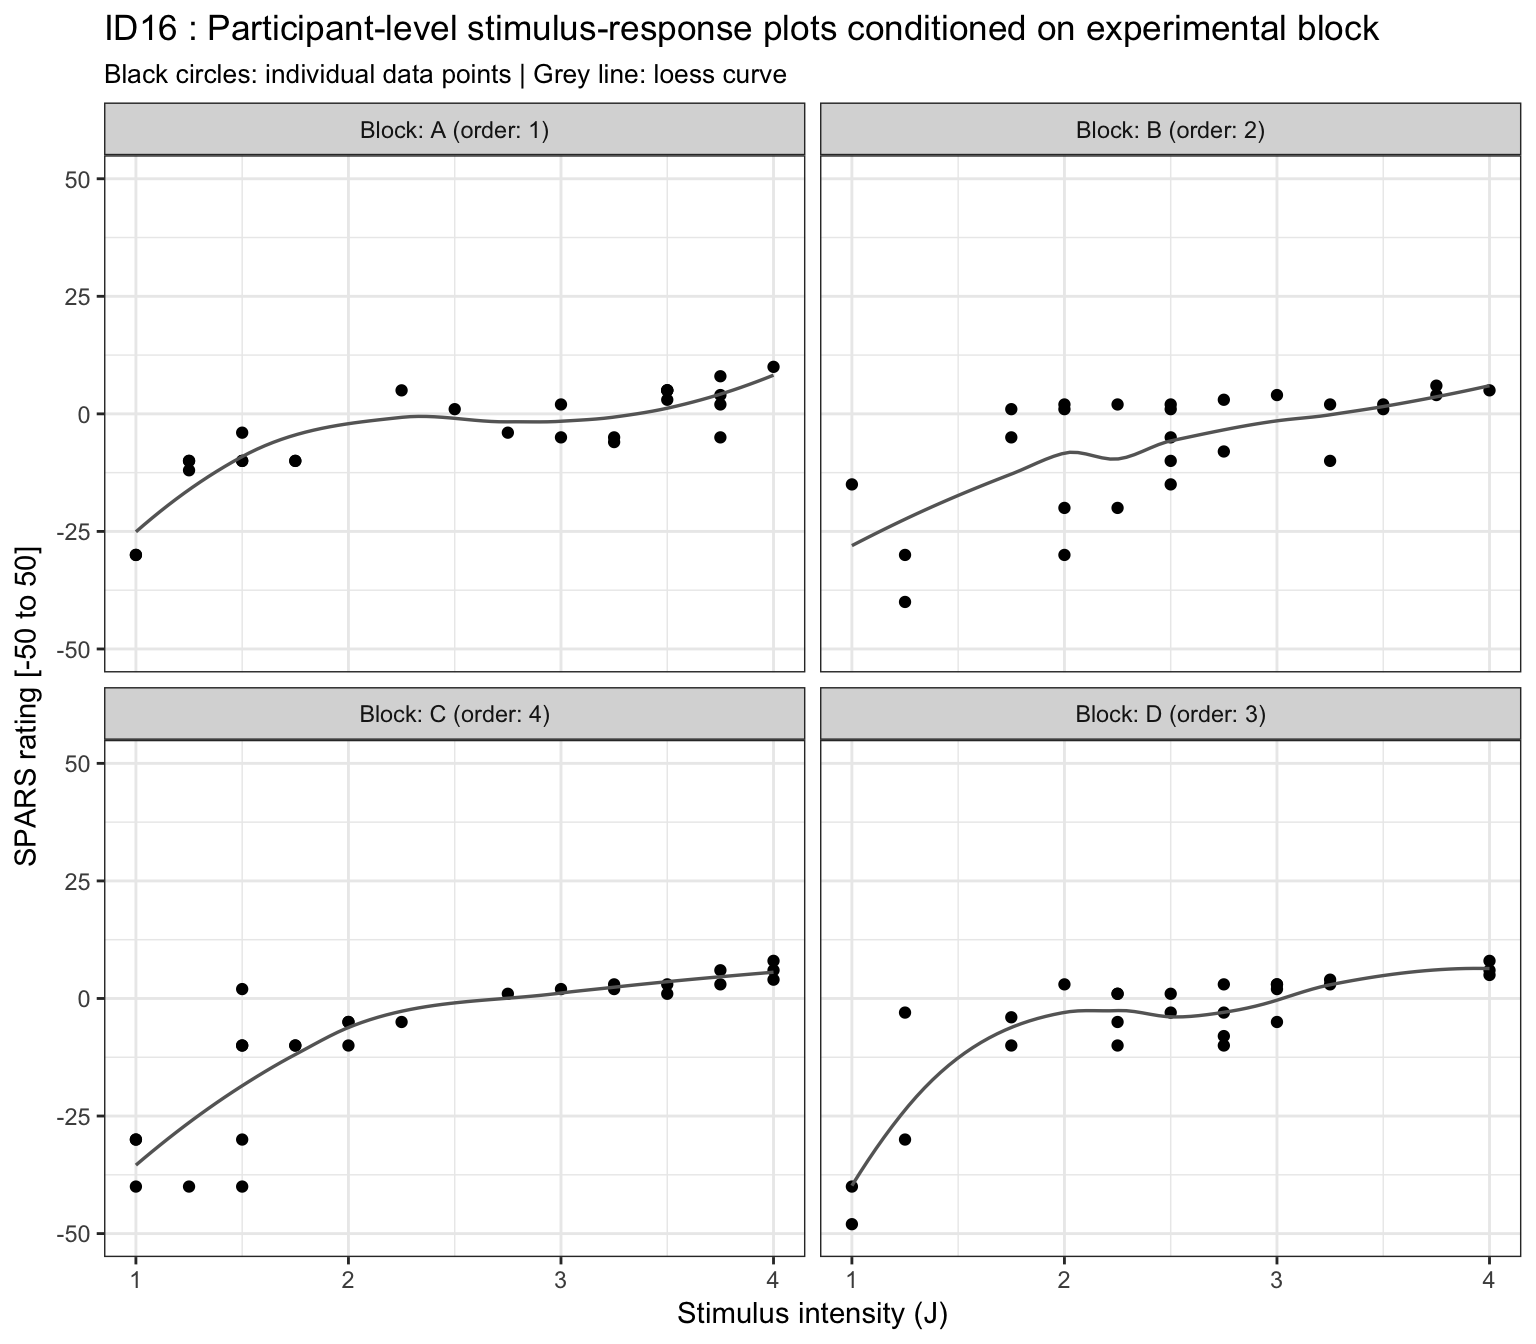 ID16 : Participant-level stimulus-response plots conditioned on experimental block
Black circles: individual data points | Grey line: loess curve
Block: A (order: 1)
Block: B (order: 2)
50
25
0
-25
-50
Block: C (order: 4)
Block: D (order: 3)
50
25
0
-25
-50
SPARS rating [-50 to 50]
1 2 3 4 1 2 3 4
Stimulus intensity (J)